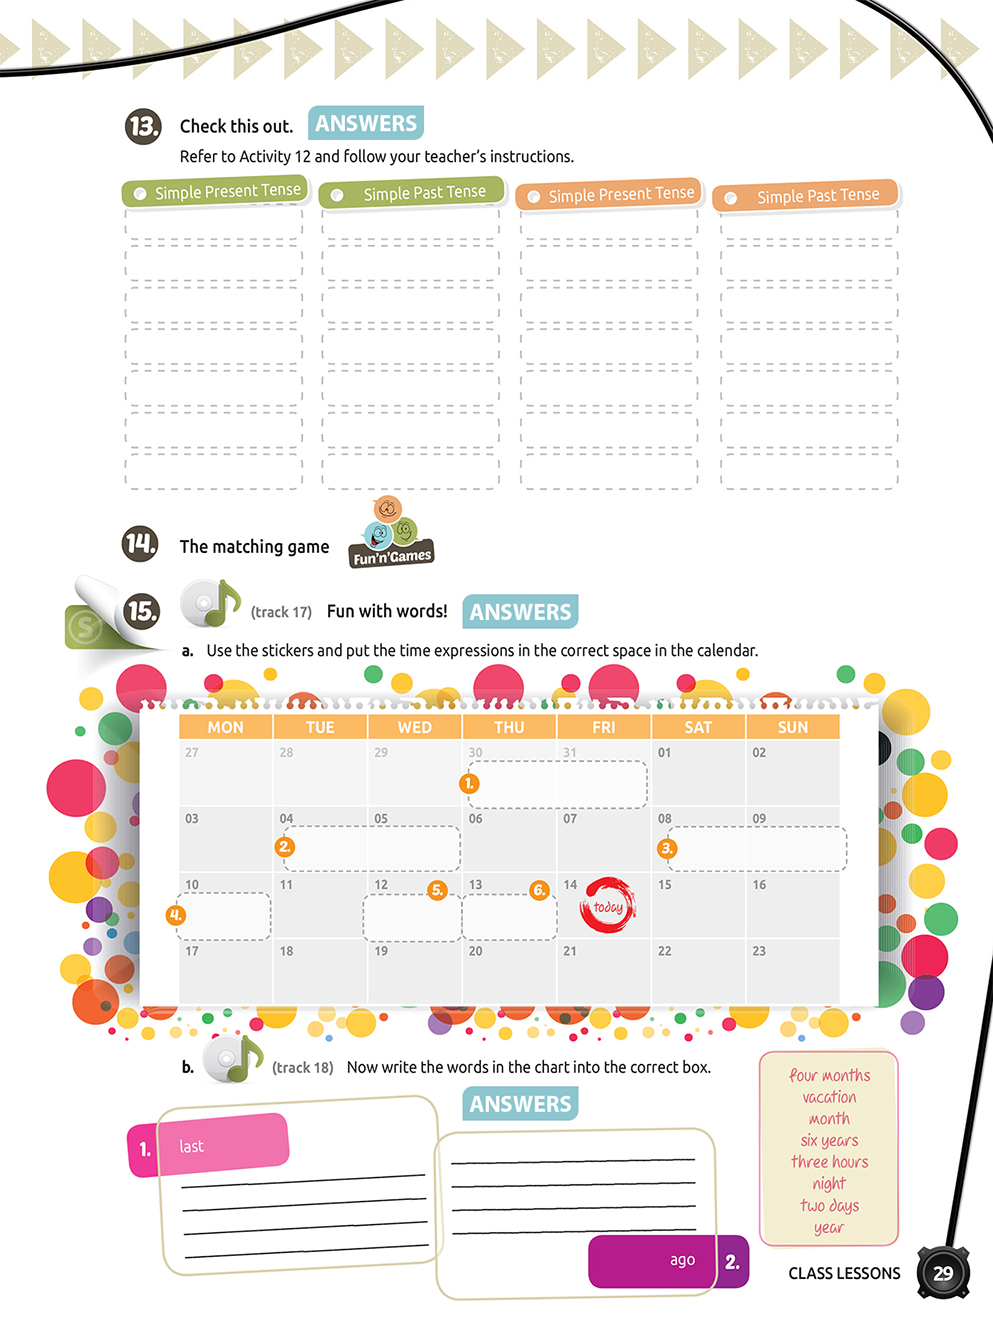 13. Check this out. ANSWERS
Refer to Activity 12 and follow your teacher's instructions.
Simple Present Tense Simple Past Tense Simple Present Tense Simple Past Tense
14. The matching game Fun'n'Games
S 15. (track 17) Fun with words! ANSWERS
a. Use the stickers and put the time expressions in the correct space in the calendar.
MON TUE WED THU FRI SAT SUN
27 28 29 30 31 01 02
1.
03 04 05 06 07 08 09
2. 3.
10 11 12 5. 13 6. 14 15 16
4. today
17 18 19 20 21 22 23
b. (track 18) Now write the words in the chart into the correct box.
ANSWERS
1. last
ago 2.
four months
vacation
month
six years
three hours
night
two days
year
CLASS LESSONS 29